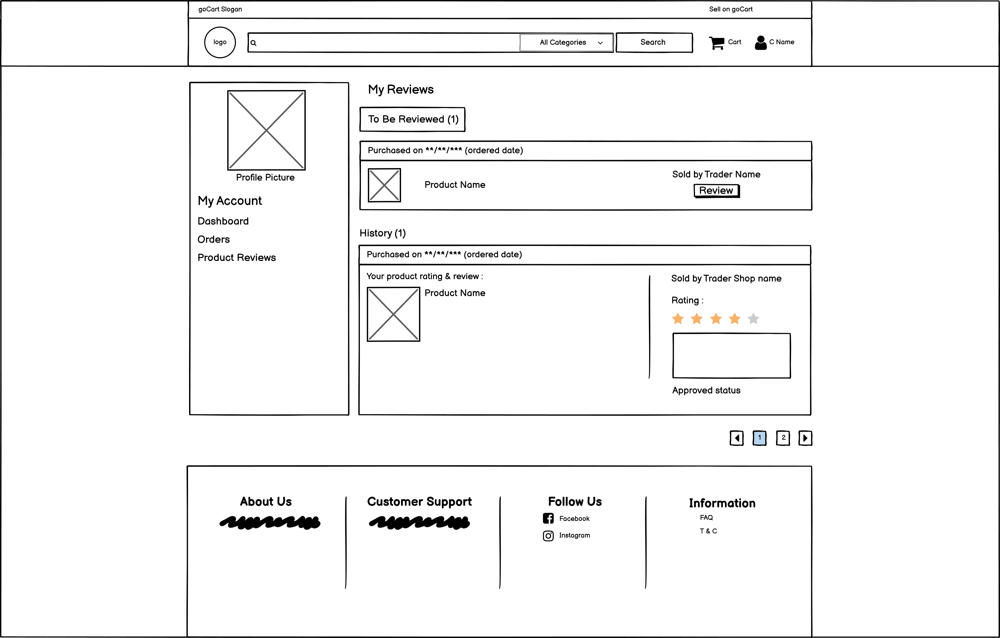 goCart Slogan
Sell on goCart
logo
All Categories
Search
Cart
C Name
Profile Picture
My Account
Dashboard
Orders
Product Reviews
My Reviews
To Be Reviewed (1)
Purchased on **/**/*** (ordered date)
Product Name
Sold by Trader Name
Review
History (1)
Purchased on **/**/*** (ordered date)
Your product rating & review :
Product Name
Sold by Trader Shop name
Rating :
Approved status
1
2
About Us
Customer Support
Follow Us
Facebook
Instagram
Information
FAQ
T & C